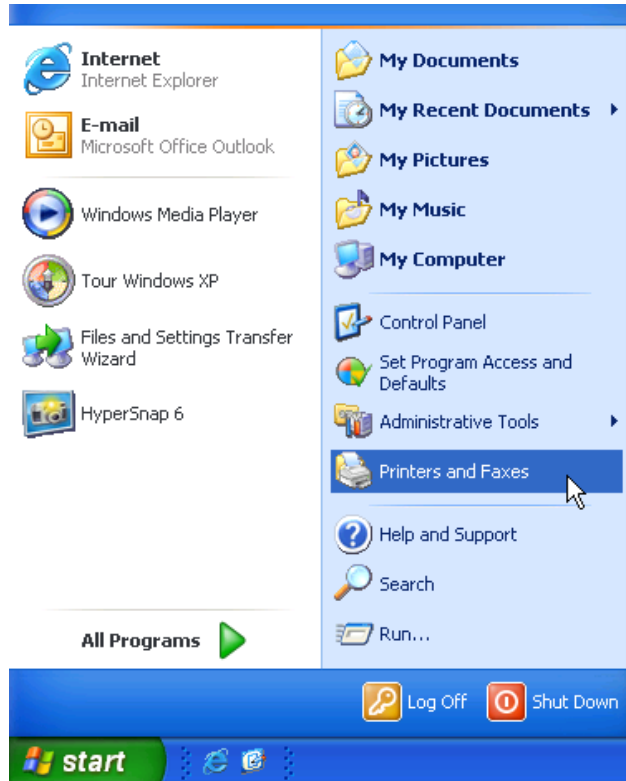 Internet
Internet Explorer
E-mail
Microsoft Office Outlook
Windows Media Player
Tour Windows XP
Files and Settings Transfer
Wizard
HyperSnap 6
All Programs
My Documents
My Recent Documents
My Pictures
My Music
My Computer
Control Panel
Set Program Access and
Defaults
Administrative Tools
Printers and Faxes
Help and Support
Search
Run...
Log Off
Shut Down
start